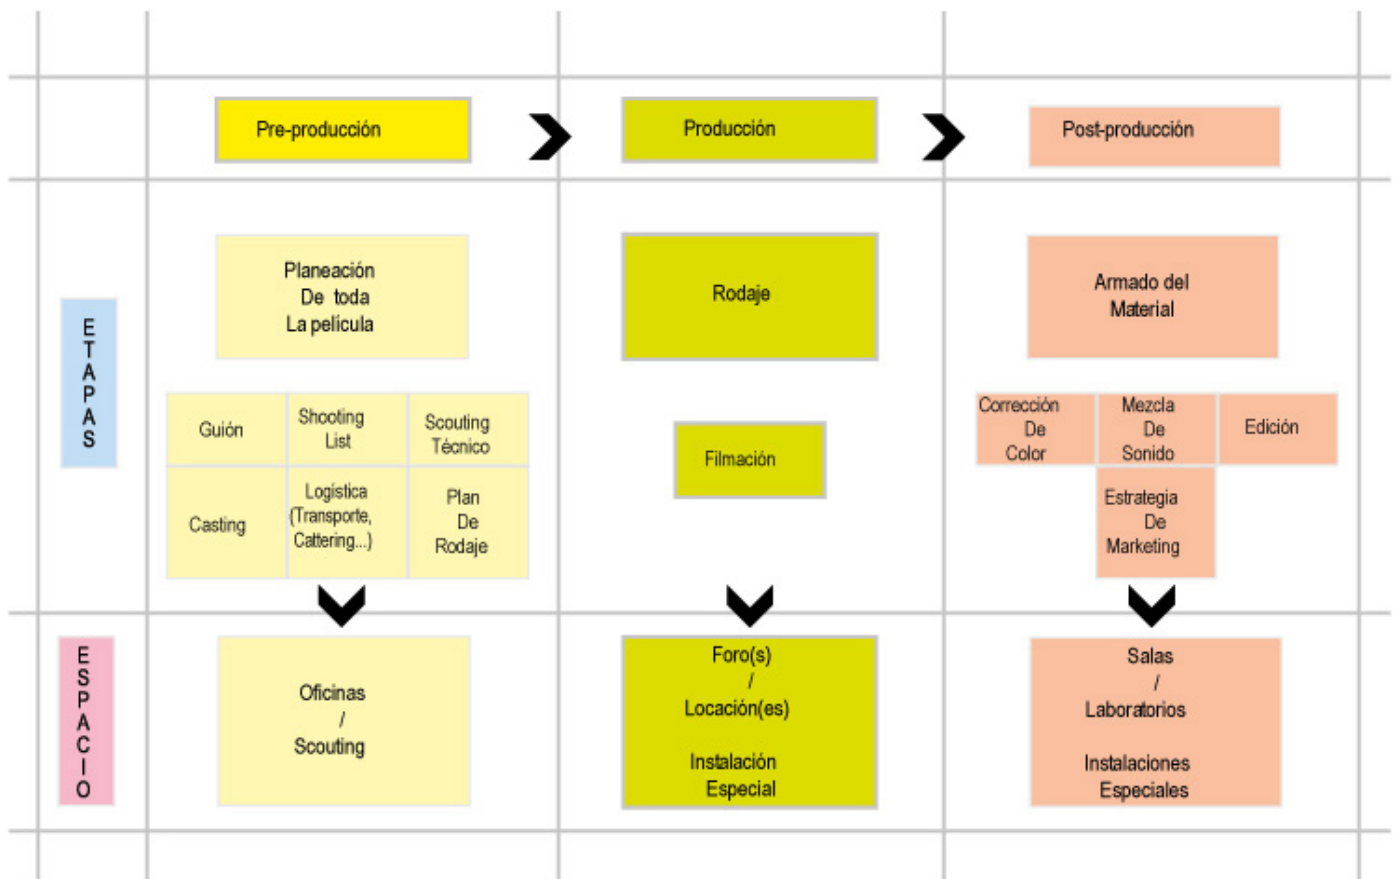 Pre-producción
Producción
Post-producción
ETAPAS
Planeación
De toda
La película
Rodaje
Armado del
Material
Guión
Shooting
List
Scouting
Técnico
Casting
Logística
(Transporte,
Cattering...)
Plan
De
Rodaje
Filmación
Corrección
De
Color
Mezcla
De
Sonido
Edición
Estrategia
De
Marketing
ESPACIO
Oficinas
/
Scouting
Foro(s)
/
Locación(es)
Instalación
Especial
Salas
/
Laboratorios
Instalaciones
Especiales